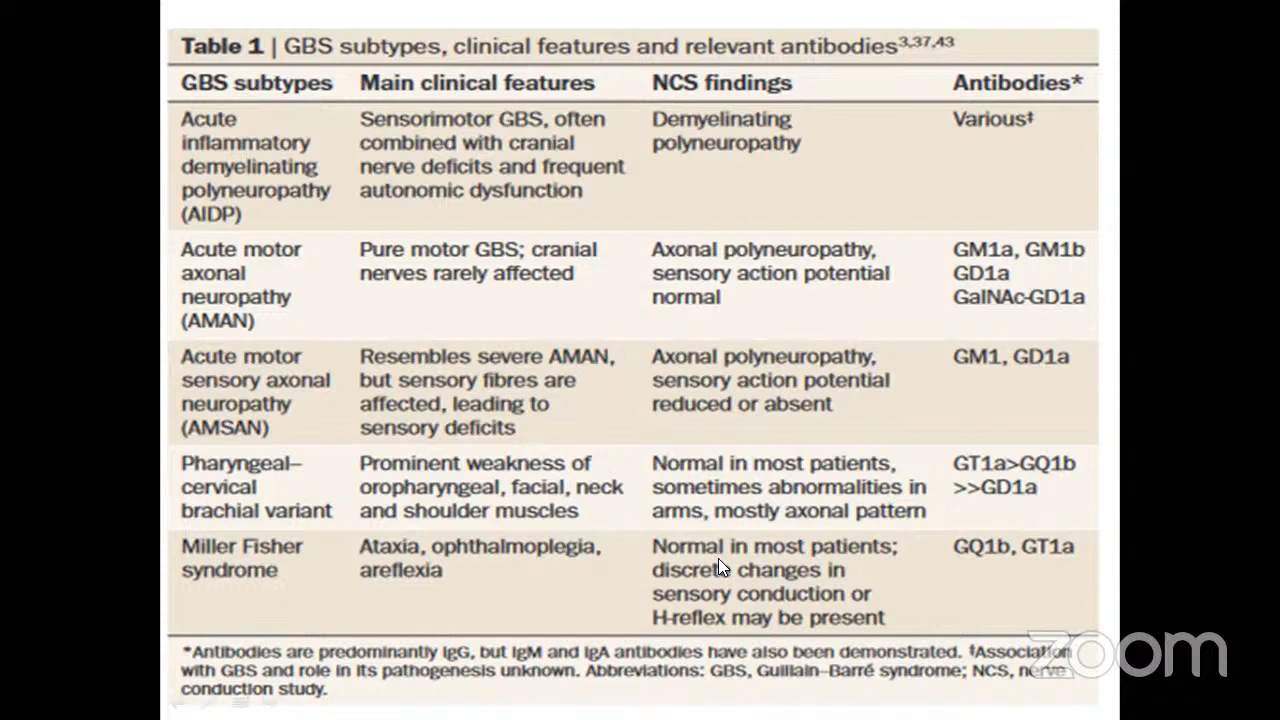 Table 1 | GBS subtypes, clinical features and relevant antibodies3,37,43
GBS subtypes Main clinical features NCS findings Antibodies*
Acute inflammatory demyelinating polyneuropathy (AIDP) Sensorimotor GBS, often combined with cranial nerve deficits and frequent autonomic dysfunction Demyelinating polyneuropathy Various‡
Acute motor axonal neuropathy (AMAN) Pure motor GBS; cranial nerves rarely affected Axonal polyneuropathy, sensory action potential normal GM1a, GM1b GD1a GalNAc-GD1a
Acute motor sensory axonal neuropathy (AMSAN) Resembles severe AMAN, but sensory fibres are affected, leading to sensory deficits Axonal polyneuropathy, sensory action potential reduced or absent GM1, GD1a
Pharyngeal–cervical brachial variant Prominent weakness of oropharyngeal, facial, neck and shoulder muscles Normal in most patients, sometimes abnormalities in arms, mostly axonal pattern GT1a>GQ1b >>GD1a
Miller Fisher syndrome Ataxia, ophthalmoplegia, areflexia Normal in most patients; discrete changes in sensory conduction or H-reflex may be present GQ1b, GT1a
*Antibodies are predominantly IgG, but IgM and IgA antibodies have also been demonstrated. ‡Association
with GBS and role in its pathogenesis unknown. Abbreviations: GBS, Guillain–Barré syndrome; NCS, nerve
conduction study.
zoom